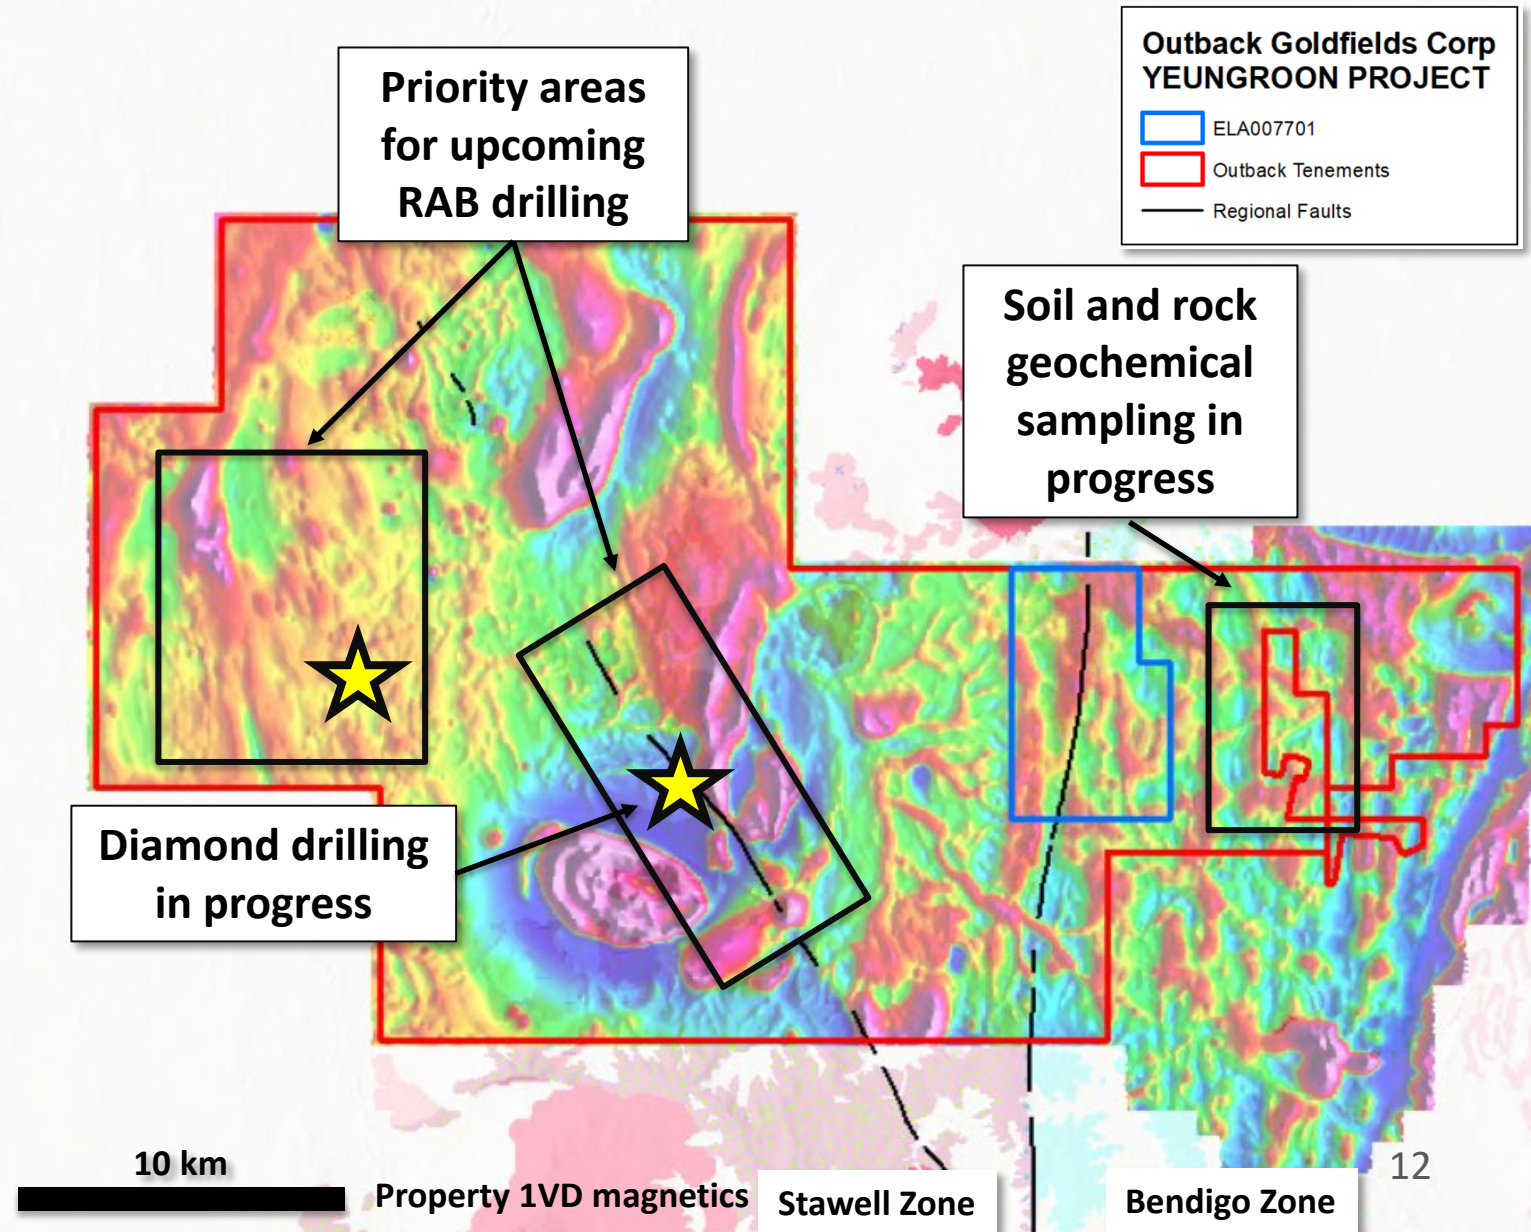 Outback Goldfields Corp
YEUNGROON PROJECT
ELA007701
Outback Tenements
Regional Faults
Priority areas
for upcoming
RAB drilling
Soil and rock
geochemical
sampling in
progress
Diamond drilling
in progress
10 km
Property 1VD magnetics
Stawell Zone
Bendigo Zone
12